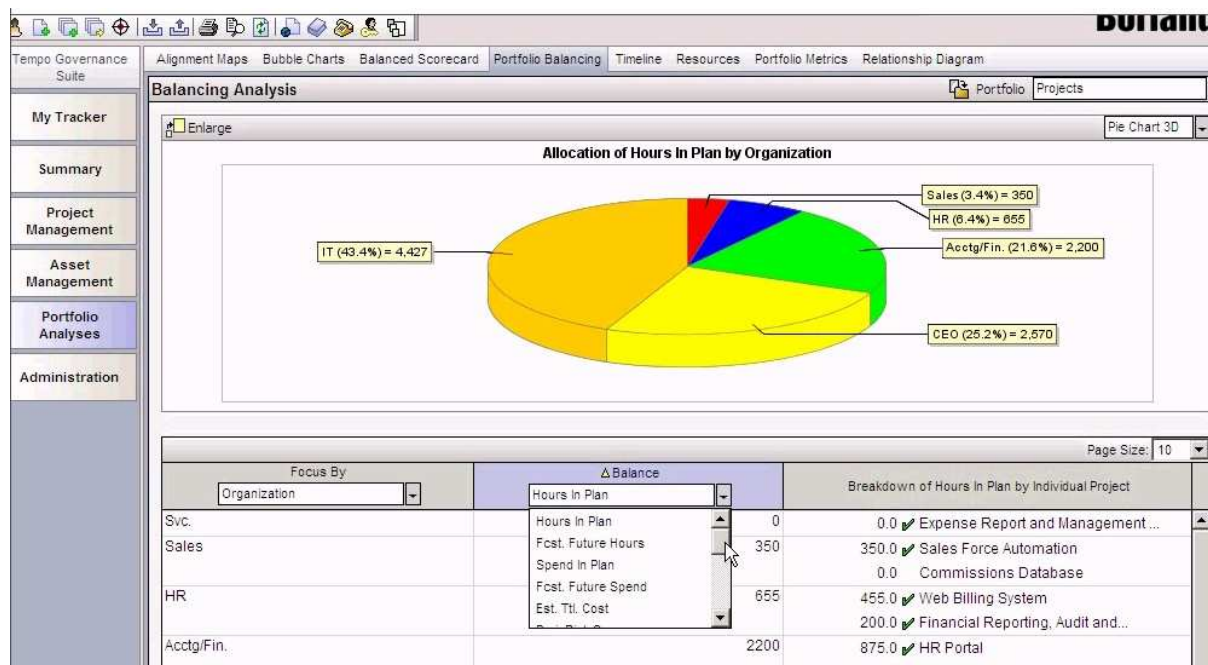 Borland
Tempo Governance
Suite
Alignment Maps Bubble Charts Balanced Scorecard Portfolio Balancing Timeline Resources Portfolio Metrics Relationship Diagram
Balancing Analysis Portfolio Projects
My Tracker
Summary
Project
Management
Asset
Management
Portfolio
Analyses
Administration
Enlarge Pie Chart 3D
Allocation of Hours In Plan by Organization
Sales (3.4%) = 350
HR (6.4%) = 655
IT (43.4%) = 4,427
Acctg/Fin. (21.6%) = 2,200
CEO (25.2%) = 2,570
Page Size: 10
Focus By Balance
Organization Hours In Plan Breakdown of Hours In Plan by Individual Project
Hours In Plan
Fcst. Future Hours
Spend In Plan
Fcst. Future Spend
Est. Ttl. Cost
Svc. 0 0.0 Expense Report and Management ...
Sales 350 350.0 Sales Force Automation
0.0 Commissions Database
HR 655 455.0 Web Billing System
200.0 Financial Reporting, Audit and...
Acctg/Fin. 2200 875.0 HR Portal